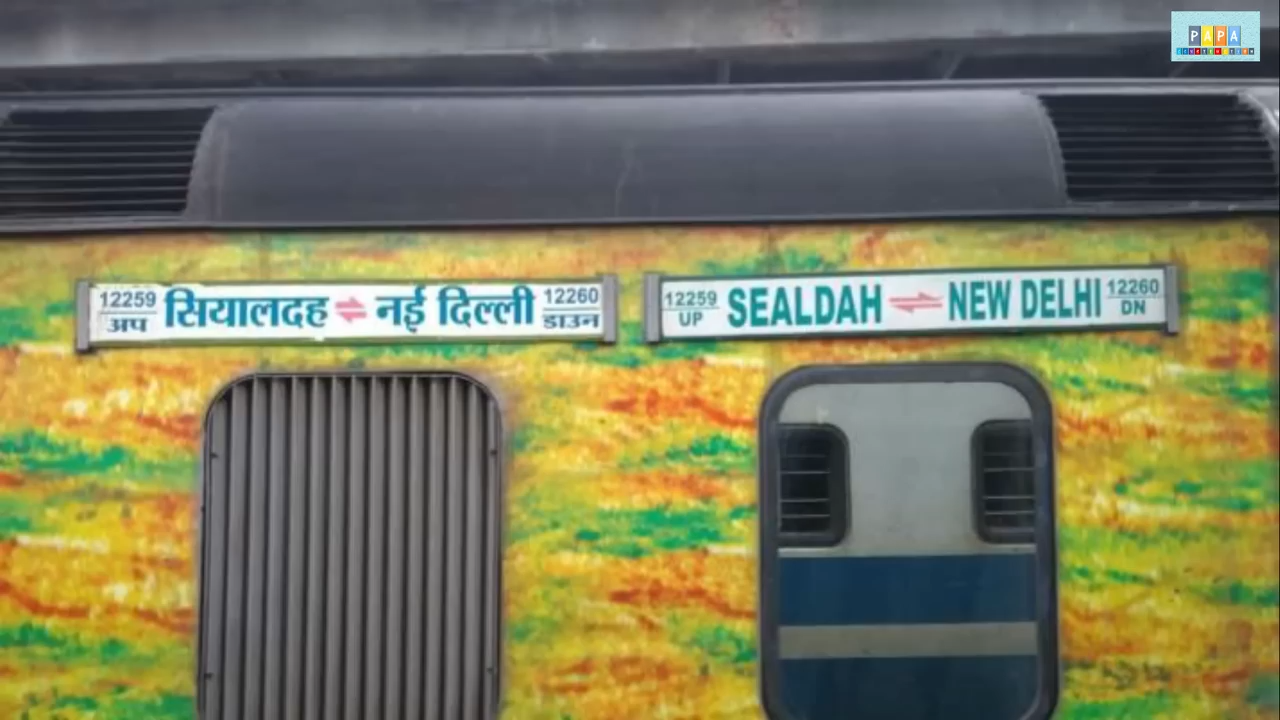 PAPA
12259 सियालदह ⇌ नई दिल्ली 12260
अप डाउन
12259 SEALDAH ⇌ NEW DELHI 12260
UP DN